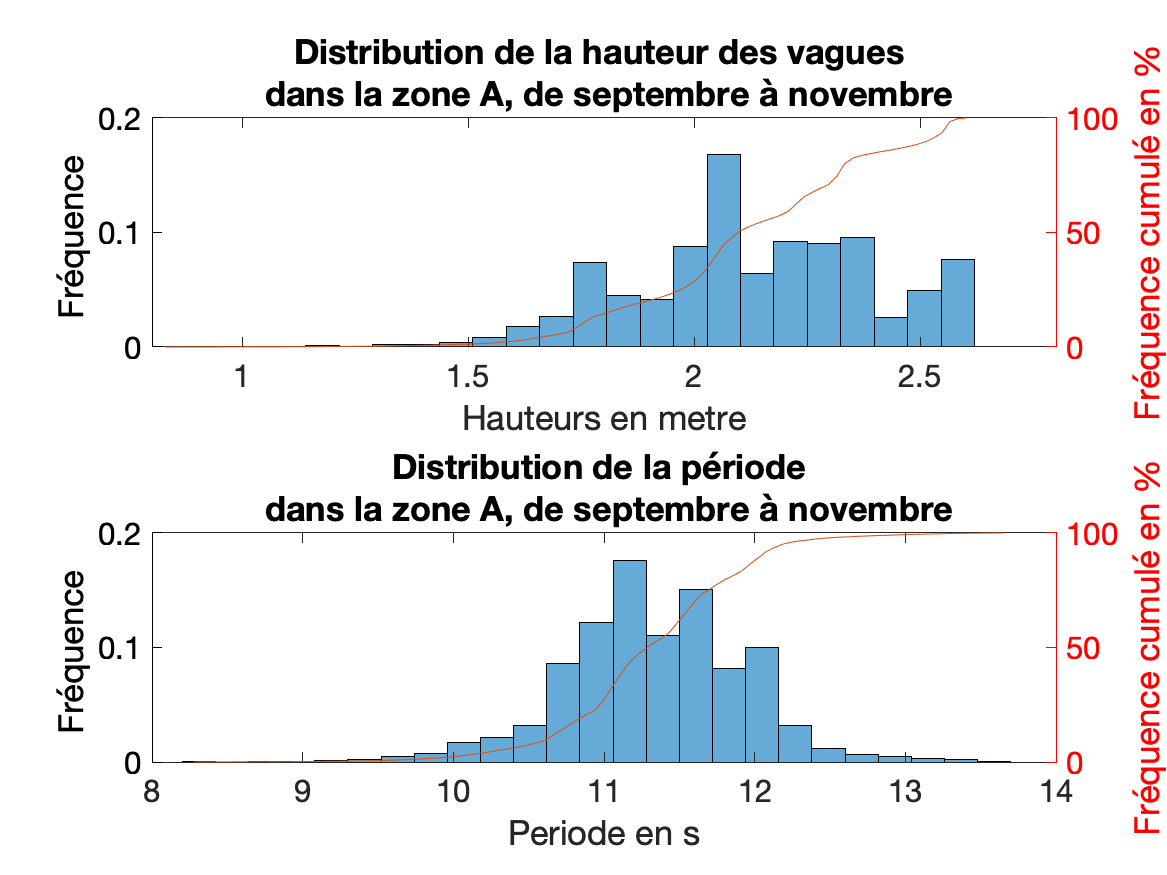 Distribution de la hauteur des vagues
dans la zone A, de septembre à novembre
0.2
0.1
0
Fréquence
100
50
0
Fréquence cumulé en %
1
1.5
2
2.5
Hauteurs en metre
Distribution de la période
dans la zone A, de septembre à novembre
0.2
0.1
0
Fréquence
100
50
0
Fréquence cumulé en %
8
9
10
11
12
13
14
Periode en s